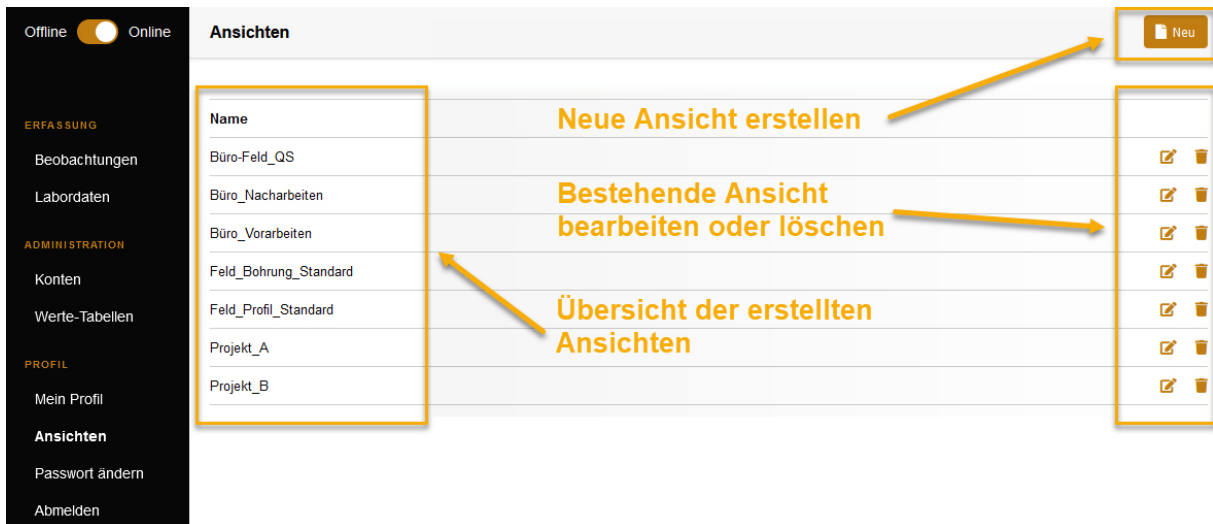 Offline Online
Ansichten
Neu
ERFASSUNG
Beobachtungen
Labordaten
ADMINISTRATION
Konten
Werte-Tabellen
PROFIL
Mein Profil
Ansichten
Passwort ändern
Abmelden
Name
Büro-Feld_QS
Büro_Nacharbeiten
Büro_Vorarbeiten
Feld_Bohrung_Standard
Feld_Profil_Standard
Projekt_A
Projekt_B
Neue Ansicht erstellen
Bestehende Ansicht
bearbeiten oder löschen
Übersicht der erstellten
Ansichten